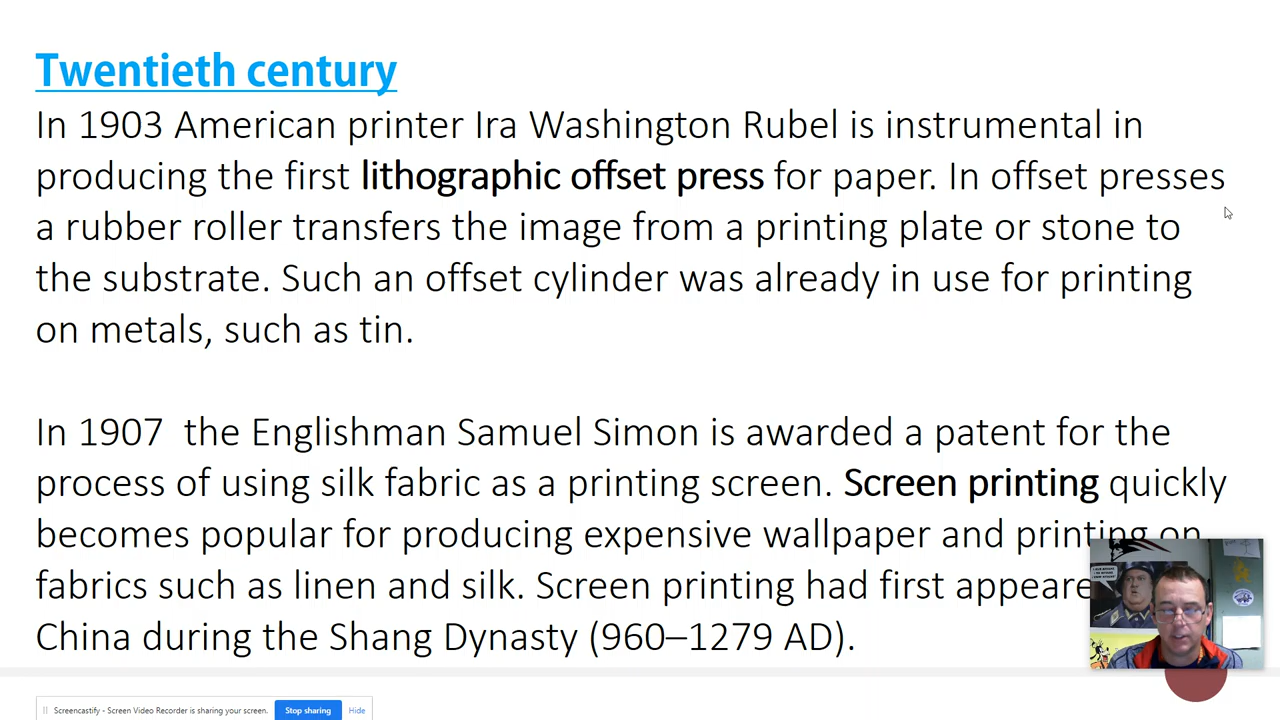 Twentieth century
In 1903 American printer Ira Washington Rubel is instrumental in
producing the first lithographic offset press for paper. In offset presses
a rubber roller transfers the image from a printing plate or stone to
the substrate. Such an offset cylinder was already in use for printing
on metals, such as tin.
In 1907 the Englishman Samuel Simon is awarded a patent for the
process of using silk fabric as a printing screen. Screen printing quickly
becomes popular for producing expensive wallpaper and printing on
fabrics such as linen and silk. Screen printing had first appeare
China during the Shang Dynasty (960–1279 AD).
Screencastify - Screen Video Recorder is sharing your screen. Stop sharing Hide